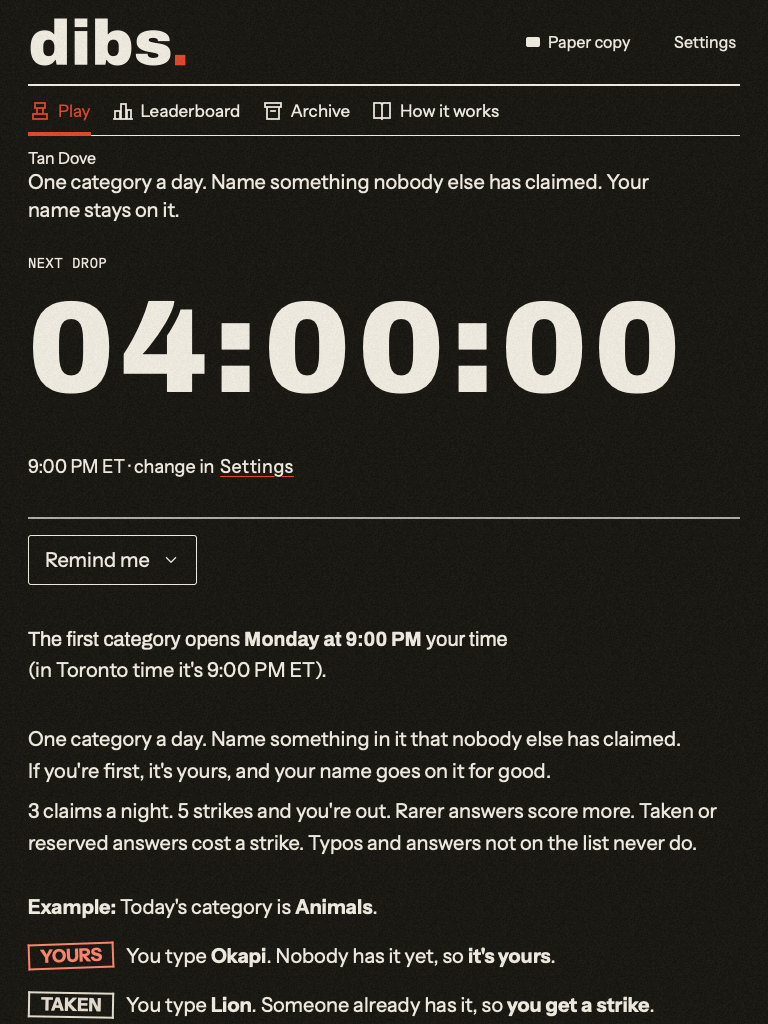 dibs.
Paper copy
Settings
Play
Leaderboard
Archive
How it works
Tan Dove
One category a day. Name something nobody else has claimed. Your
name stays on it.
NEXT DROP
04:00:00
9:00 PM ET · change in Settings
Remind me
The first category opens Monday at 9:00 PM your time
(in Toronto time it's 9:00 PM ET).
One category a day. Name something in it that nobody else has claimed.
If you're first, it's yours, and your name goes on it for good.
3 claims a night. 5 strikes and you're out. Rarer answers score more. Taken or
reserved answers cost a strike. Typos and answers not on the list never do.
Example: Today's category is Animals.
YOURS You type Okapi. Nobody has it yet, so it's yours.
TAKEN You type Lion. Someone already has it, so you get a strike.